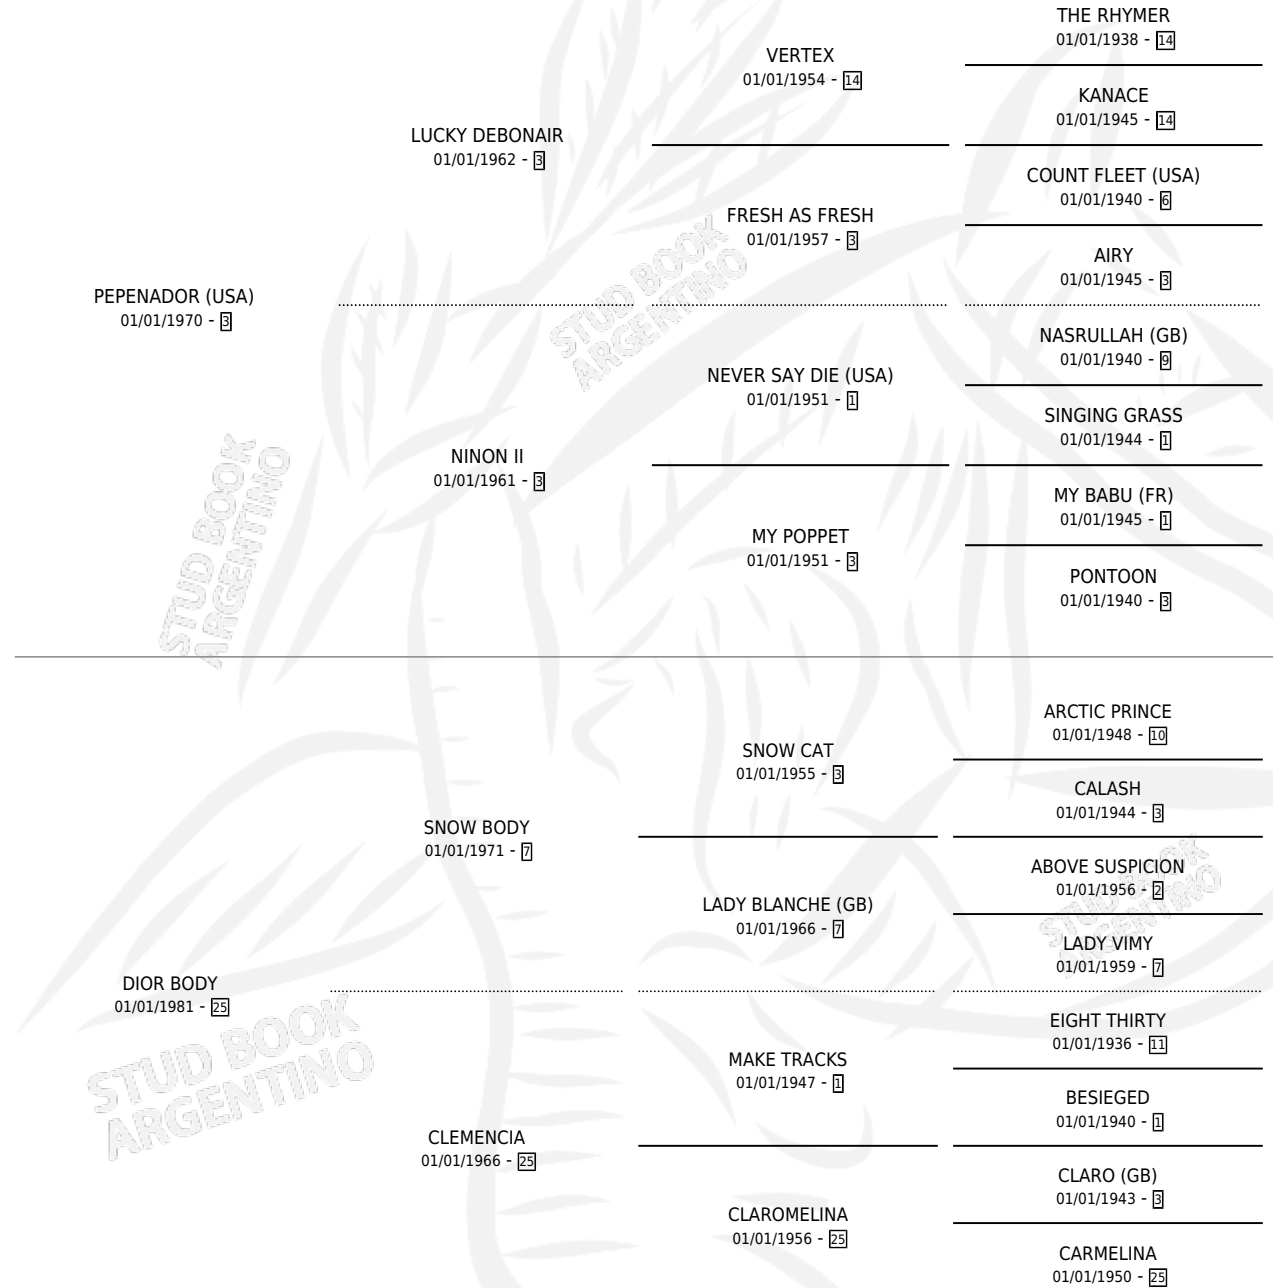 THE RHYMER
01/01/1938 - 14
VERTEX
01/01/1954 - 14
KANACE
01/01/1945 - 14
LUCKY DEBONAIR
01/01/1962 - 3
COUNT FLEET (USA)
01/01/1940 - 6
FRESH AS FRESH
01/01/1957 - 3
AIRY
01/01/1945 - 3
PEPENADOR (USA)
01/01/1970 - 3
NASRULLAH (GB)
01/01/1940 - 9
NEVER SAY DIE (USA)
01/01/1951 - 1
SINGING GRASS
01/01/1944 - 1
NINON II
01/01/1961 - 3
MY BABU (FR)
01/01/1945 - 1
MY POPPET
01/01/1951 - 3
PONTOON
01/01/1940 - 3
STUD BOOK
ARGENTINO
STUD BOOK
ARGENTINO
ARCTIC PRINCE
01/01/1948 - 10
SNOW CAT
01/01/1955 - 3
CALASH
01/01/1944 - 3
SNOW BODY
01/01/1971 - 7
ABOVE SUSPICION
01/01/1956 - 2
LADY BLANCHE (GB)
01/01/1966 - 7
LADY VIMY
01/01/1959 - 7
DIOR BODY
01/01/1981 - 25
EIGHT THIRTY
01/01/1936 - 11
MAKE TRACKS
01/01/1947 - 1
BESIEGED
01/01/1940 - 1
CLEMENCIA
01/01/1966 - 25
CLARO (GB)
01/01/1943 - 3
CLAROMELINA
01/01/1956 - 25
CARMELINA
01/01/1950 - 25
STUD BOOK
ARGENTINO
STUD BOOK
ARGENTINO